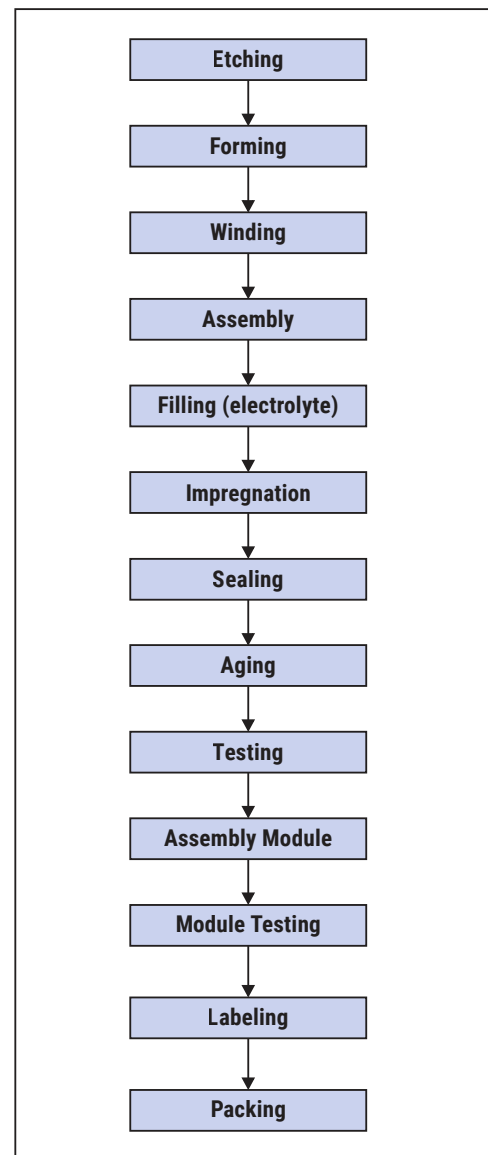 Etching
Forming
Winding
Assembly
Filling (electrolyte)
Impregnation
Sealing
Aging
Testing
Assembly Module
Module Testing
Labeling
Packing